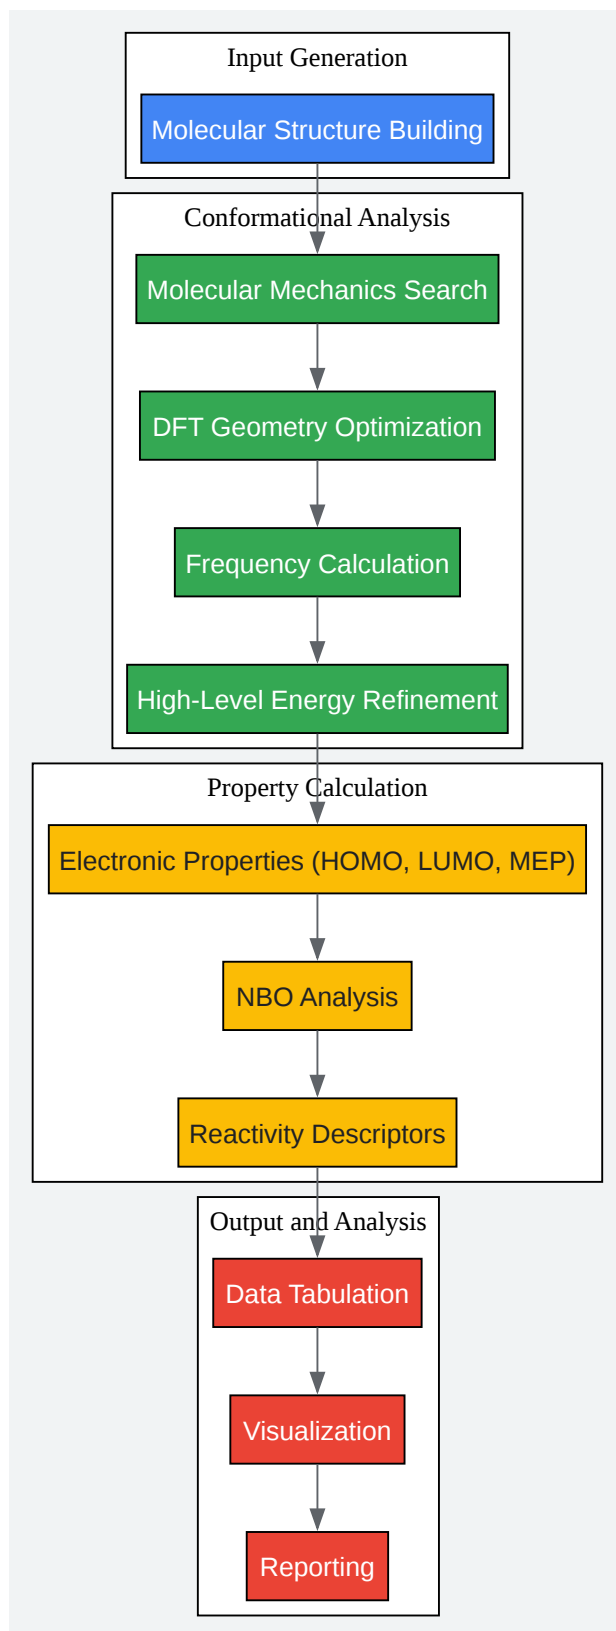 Input Generation
Molecular Structure Building
Conformational Analysis
Molecular Mechanics Search
DFT Geometry Optimization
Frequency Calculation
High-Level Energy Refinement
Property Calculation
Electronic Properties (HOMO, LUMO, MEP)
NBO Analysis
Reactivity Descriptors
Output and Analysis
Data Tabulation
Visualization
Reporting